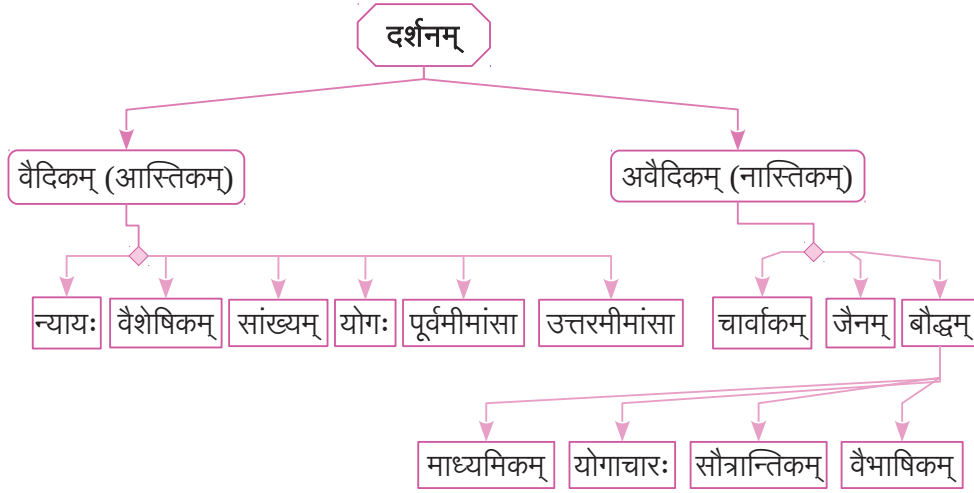 दर्शनम्
वैदिकम् (आस्तिकम्)
अवैदिकम् (नास्तिकम्)
न्यायः
वैशेषिकम्
सांख्यम्
योगः
पूर्वमीमांसा
उत्तरमीमांसा
चार्वाकम्
जैनम्
बौद्धम्
माध्यमिकम्
योगाचारः
सौत्रान्तिकम्
वैभाषिकम्